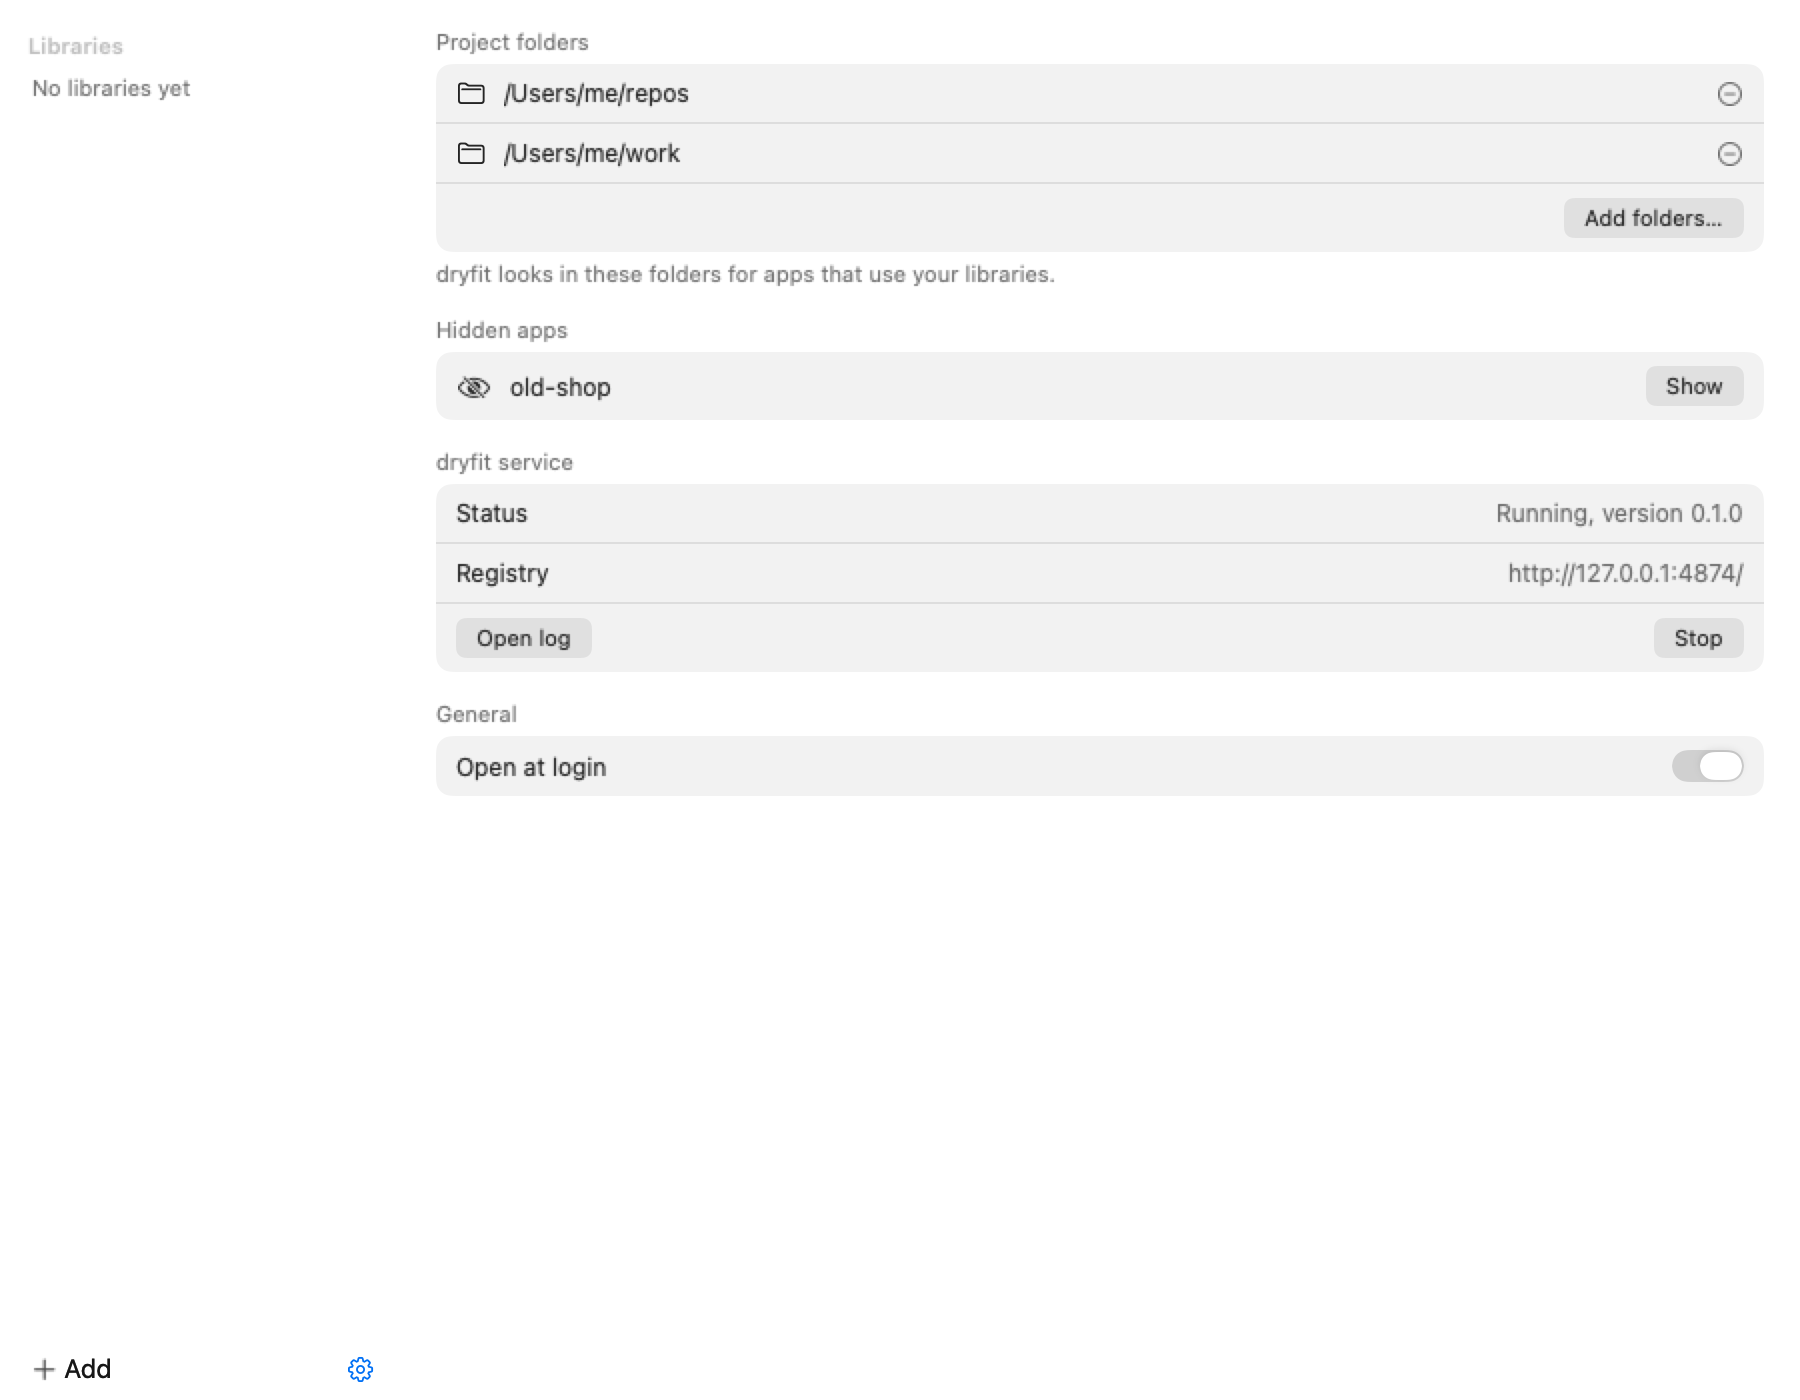 Libraries
No libraries yet
Project folders
/Users/me/repos
/Users/me/work
Add folders...
dryfit looks in these folders for apps that use your libraries.
Hidden apps
old-shop
Show
dryfit service
Status
Running, version 0.1.0
Registry
http://127.0.0.1:4874/
Open log
Stop
General
Open at login
Add